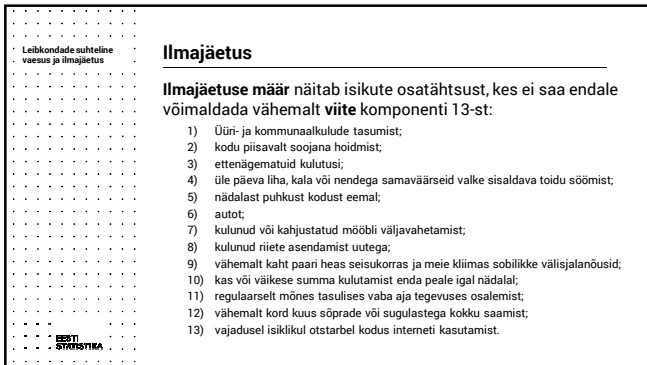 Leibkondade suhteline
vaesus ja ilmajäetus
Ilmajäetus
Ilmajäetuse määr näitab isikute osatähtsust, kes ei saa endale
võimaldada vähemalt viite komponenti 13-st:
1) Üüri- ja kommunaalkulude tasumist;
2) kodu piisavalt soojana hoidmist;
3) ettenägematuid kulutusi;
4) üle päeva liha, kala või nendega samaväärseid valke sisaldava toidu söömist;
5) nädalast puhkust kodust eemal;
6) autot;
7) kulunud või kahjustatud mööbli väljavahetamist;
8) kulunud riiete asendamist uutega;
9) vähemalt kaht paari heas seisukorras ja meie kliimas sobilikke välisjalanõusid;
10) kas või väikese summa kulutamist enda peale igal nädalal;
11) regulaarselt mõnes tasulises vaba aja tegevuses osalemist;
12) vähemalt kord kuus sõprade või sugulastega kokku saamist;
13) vajadusel isiklikul otstarbel kodus interneti kasutamist.
EESTI
STATISTIKA